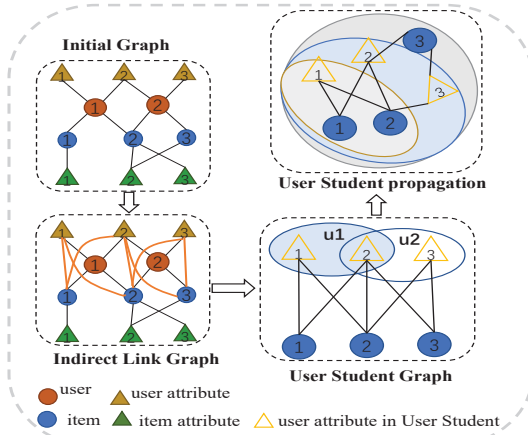 Initial Graph
1 2 3
1 2
1 2 3
1 2 3
3
2
1
3
1 2
User Student propagation
1 2 3
1 2
1 2 3
1 2 3
Indirect Link Graph
u1 u2
1 2 3
1 2 3
User Student Graph
user user attribute
item item attribute user attribute in User Student